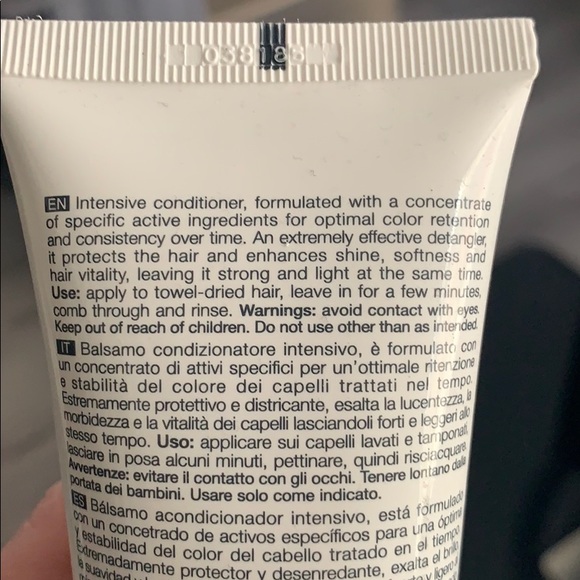 038186
EN Intensive conditioner, formulated with a concentrate
of specific active ingredients for optimal color retention
and consistency over time. An extremely effective detangler,
it protects the hair and enhances shine, softness and
hair vitality, leaving it strong and light at the same time.
Use: apply to towel-dried hair, leave in for a few minutes,
comb through and rinse. Warnings: avoid contact with eyes.
Keep out of reach of children. Do not use other than as intended.
IT Balsamo condizionatore intensivo, è formulato con
un concentrato di attivi specifici per un'ottimale ritenzione
e stabilità del colore dei capelli trattati nel tempo.
Estremamente protettivo e districante, esalta la lucentezza, la
morbidezza e la vitalità dei capelli lasciandoli forti e leggeri allo
stesso tempo. Uso: applicare sui capelli lavati e tamponati,
lasciare in posa alcuni minuti, pettinare, quindi risciacquare.
Avvertenze: evitare il contatto con gli occhi. Tenere lontano dalla
portata dei bambini. Usare solo come indicato.
ES Bálsamo acondicionador intensivo, está formulado
con un concetrado de activos específicos para una óptima
y estabilidad del color del cabello tratado en el tiempo.
Extremadamente protector y desenredante, exalta el brillo,
la suavidad y ligero a